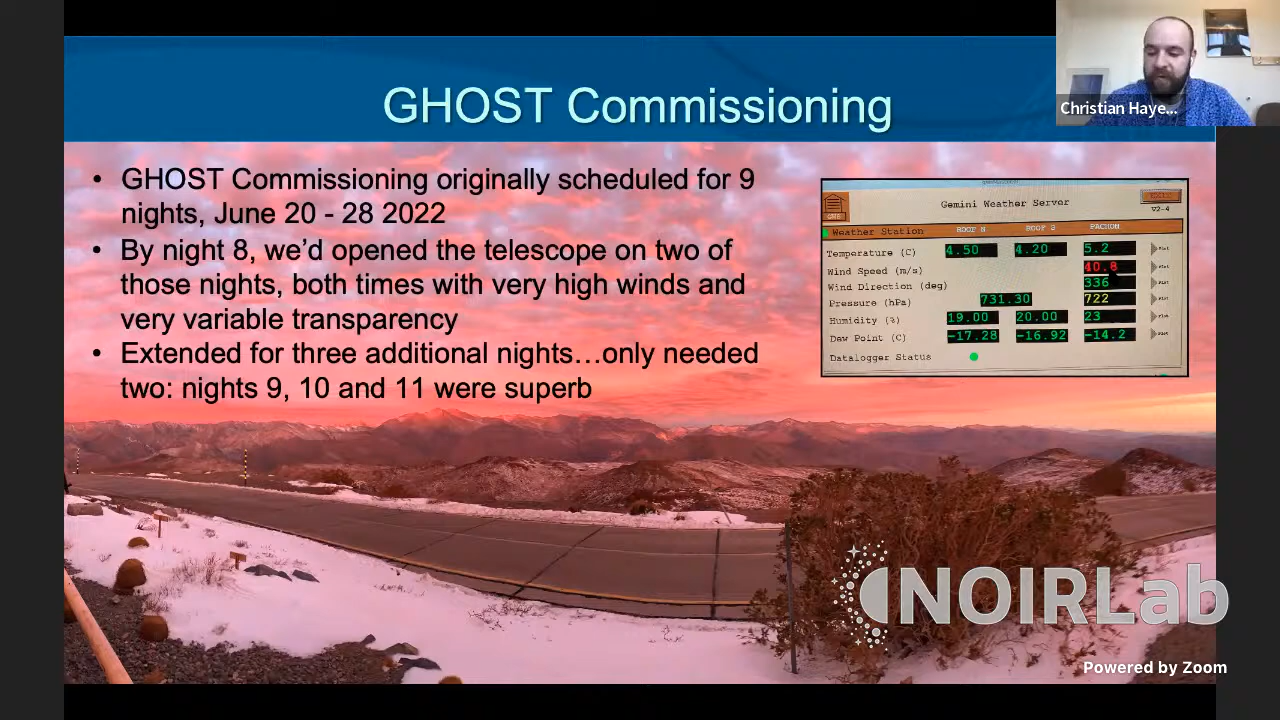 GHOST Commissioning
Christian Haye...
• GHOST Commissioning originally scheduled for 9
nights, June 20 - 28 2022
• By night 8, we'd opened the telescope on two of
those nights, both times with very high winds and
very variable transparency
• Extended for three additional nights…only needed
two: nights 9, 10 and 11 were superb
Gemini Weather Server
V2-4
Weather Station ROOF N ROOF S PACHON
Temperature (C) 4.50 4.20 5.2
Wind Speed (m/s) 40.8
Wind Direction (deg) 336
Pressure (hPa) 731.30 722
Humidity (%) 19.00 20.00 23
Dew Point (C) -17.28 -16.92 -14.2
Datalogger Status
NOIRLab
Powered by Zoom